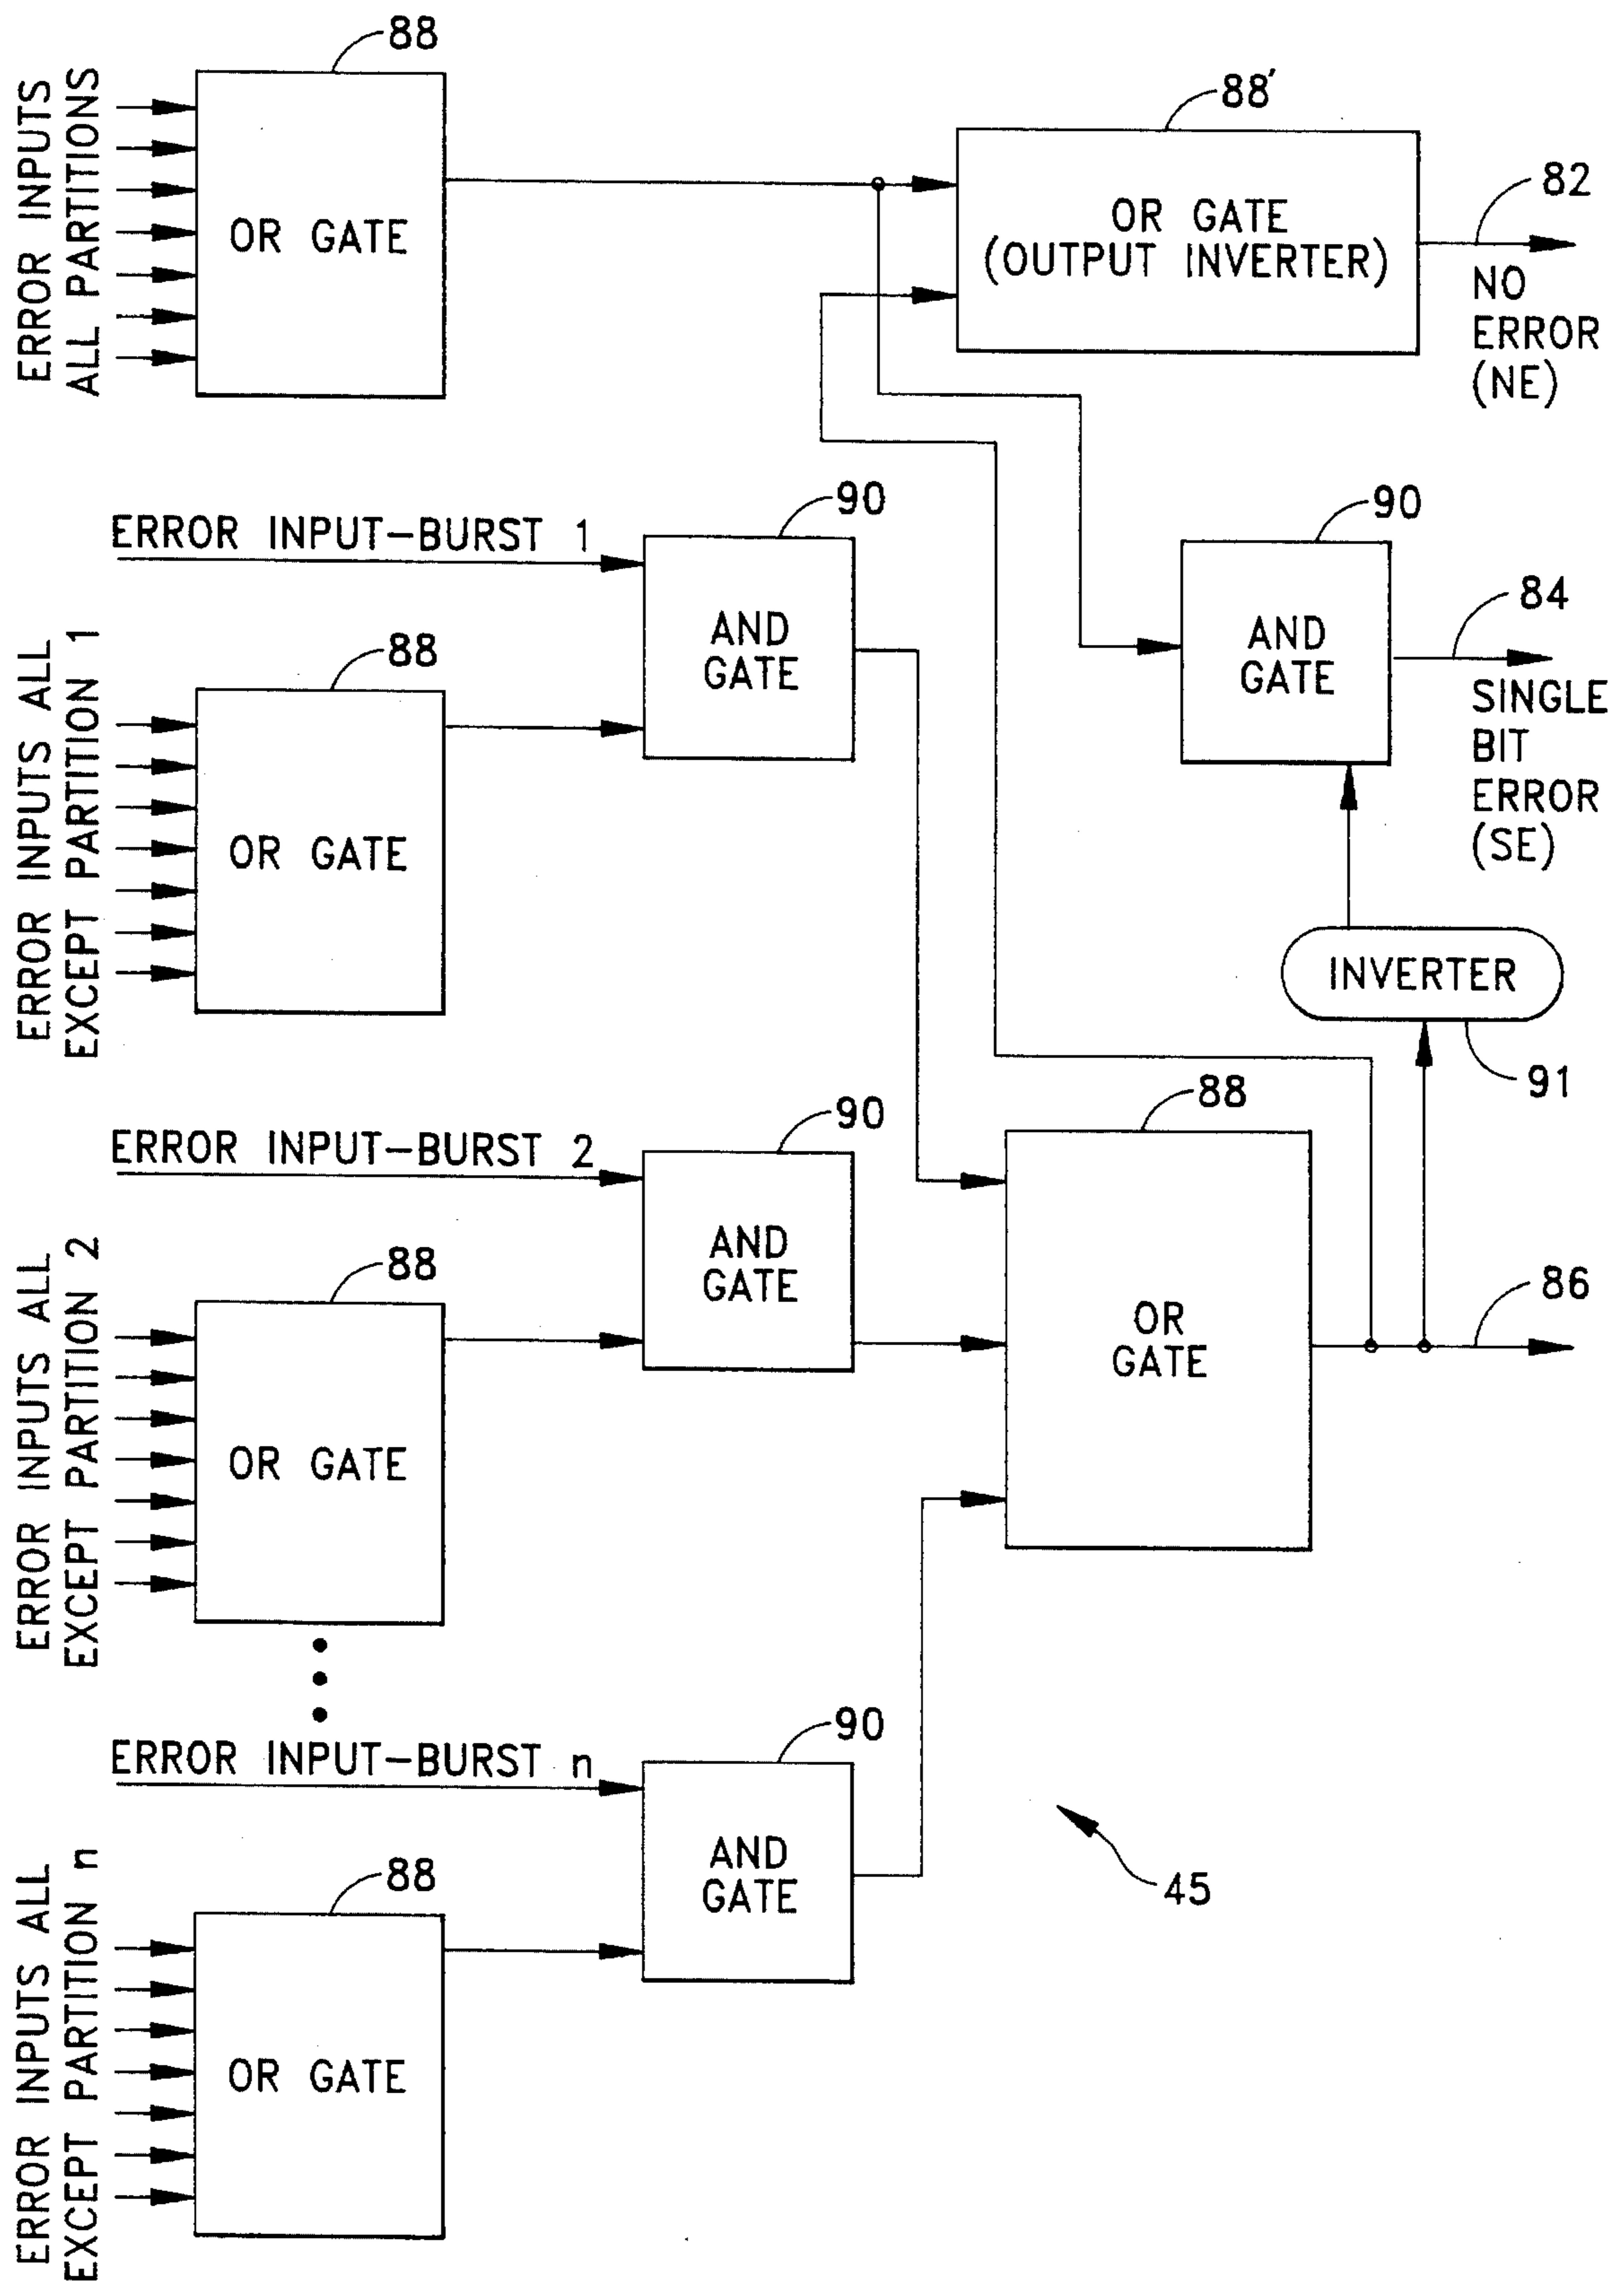 88
ERROR INPUTS
ALL PARTITIONS
OR GATE
88'
OR GATE
(OUTPUT INVERTER)
82
NO
ERROR
(NE)
ERROR INPUT-BURST 1
90
AND
GATE
90
AND
GATE
84
SINGLE
BIT
ERROR
(SE)
ERROR INPUTS ALL
EXCEPT PARTITION 1
88
OR GATE
INVERTER
91
ERROR INPUT-BURST 2
90
AND
GATE
88
OR
GATE
86
ERROR INPUTS ALL
EXCEPT PARTITION 2
88
OR GATE
ERROR INPUT-BURST n
90
AND
GATE
45
ERROR INPUTS ALL
EXCEPT PARTITION n
88
OR GATE